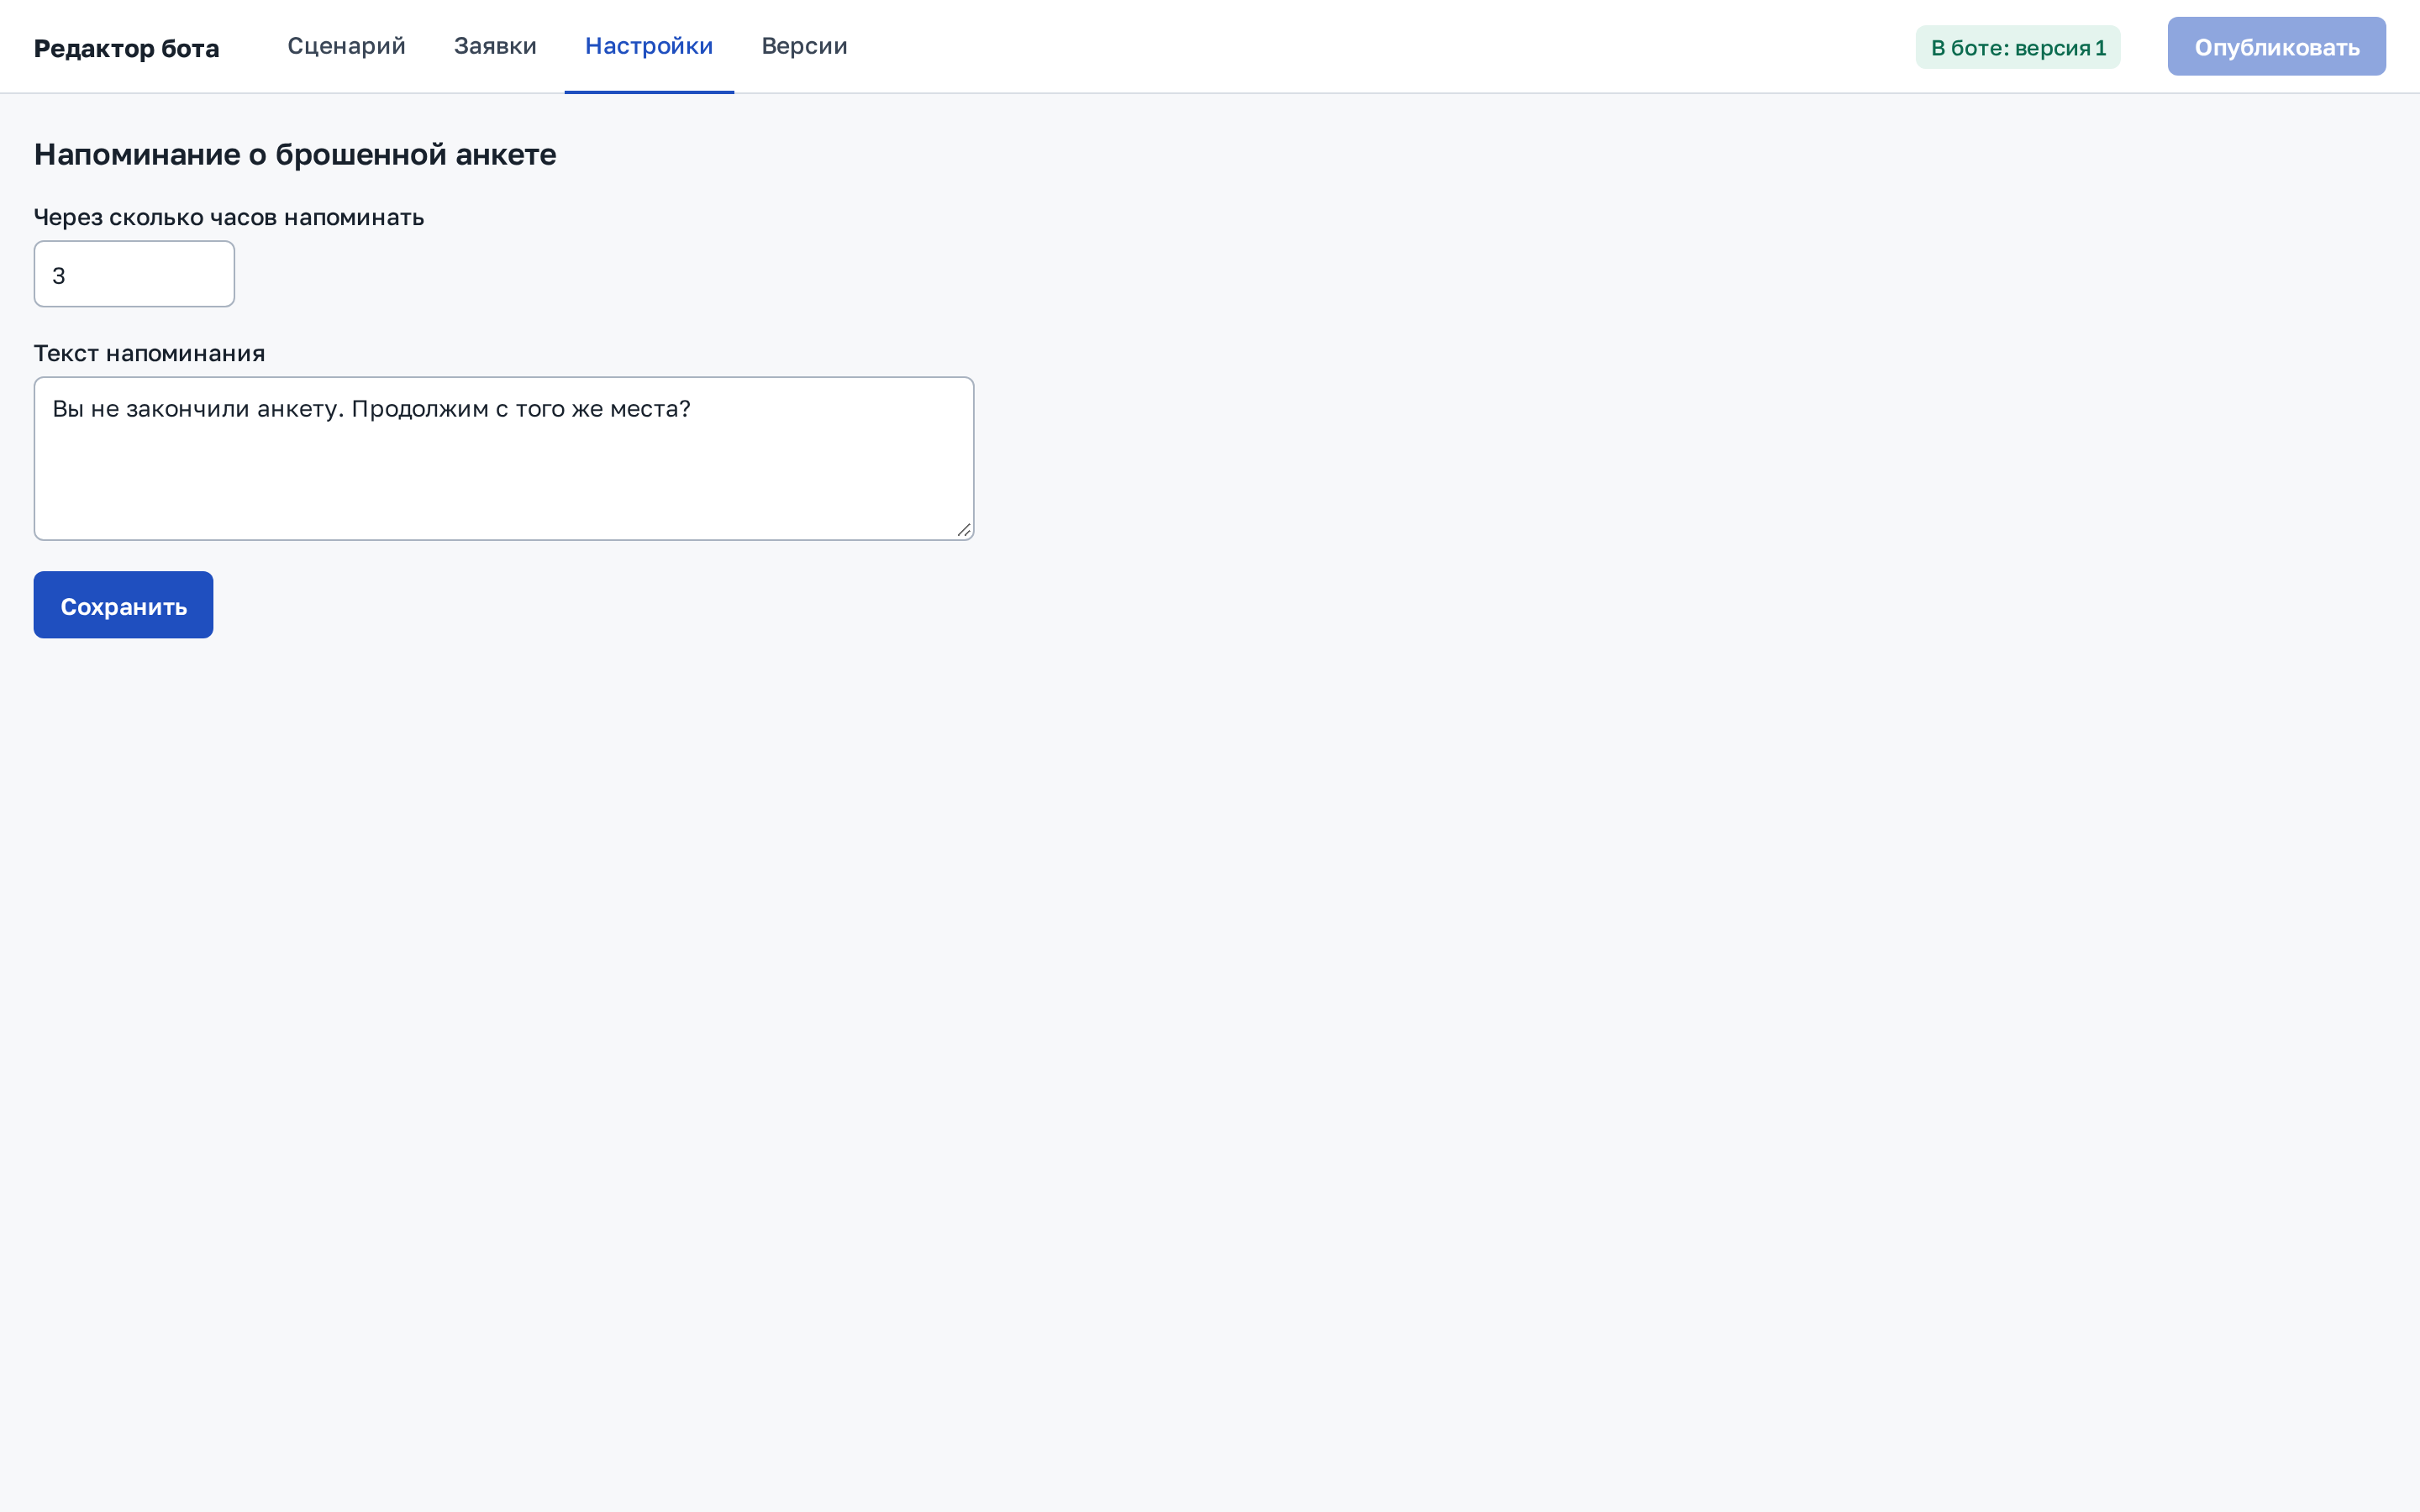 Редактор бота
Сценарий
Заявки
Настройки
Версии
В боте: версия 1
Опубликовать
Напоминание о брошенной анкете
Через сколько часов напоминать
3
Текст напоминания
Вы не закончили анкету. Продолжим с того же места?
Сохранить